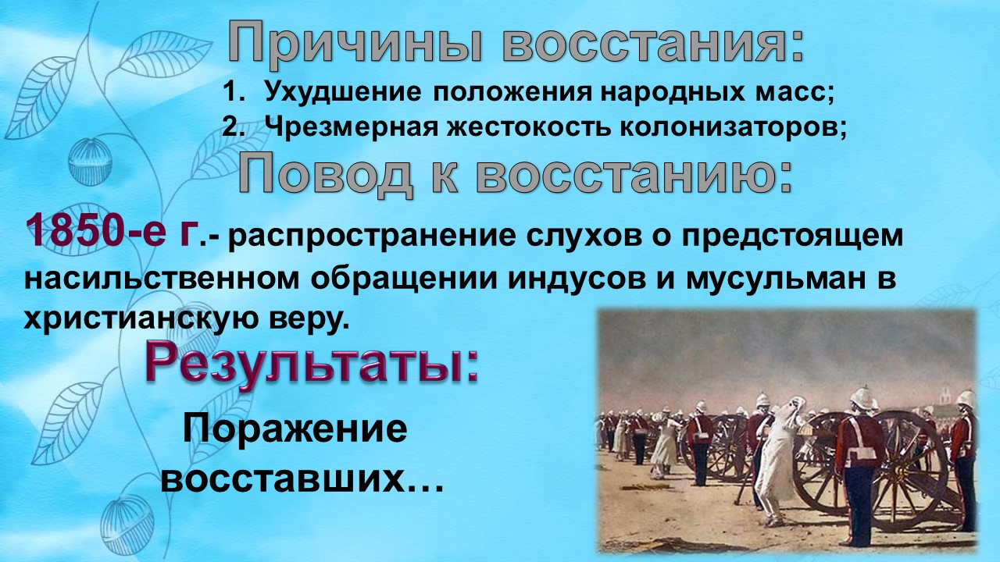 Причины восстания:
1. Ухудшение положения народных масс;
2. Чрезмерная жестокость колонизаторов;
Повод к восстанию:
1850-е г.- распространение слухов о предстоящем
насильственном обращении индусов и мусульман в
христианскую веру.
Результаты:
Поражение
восставших…